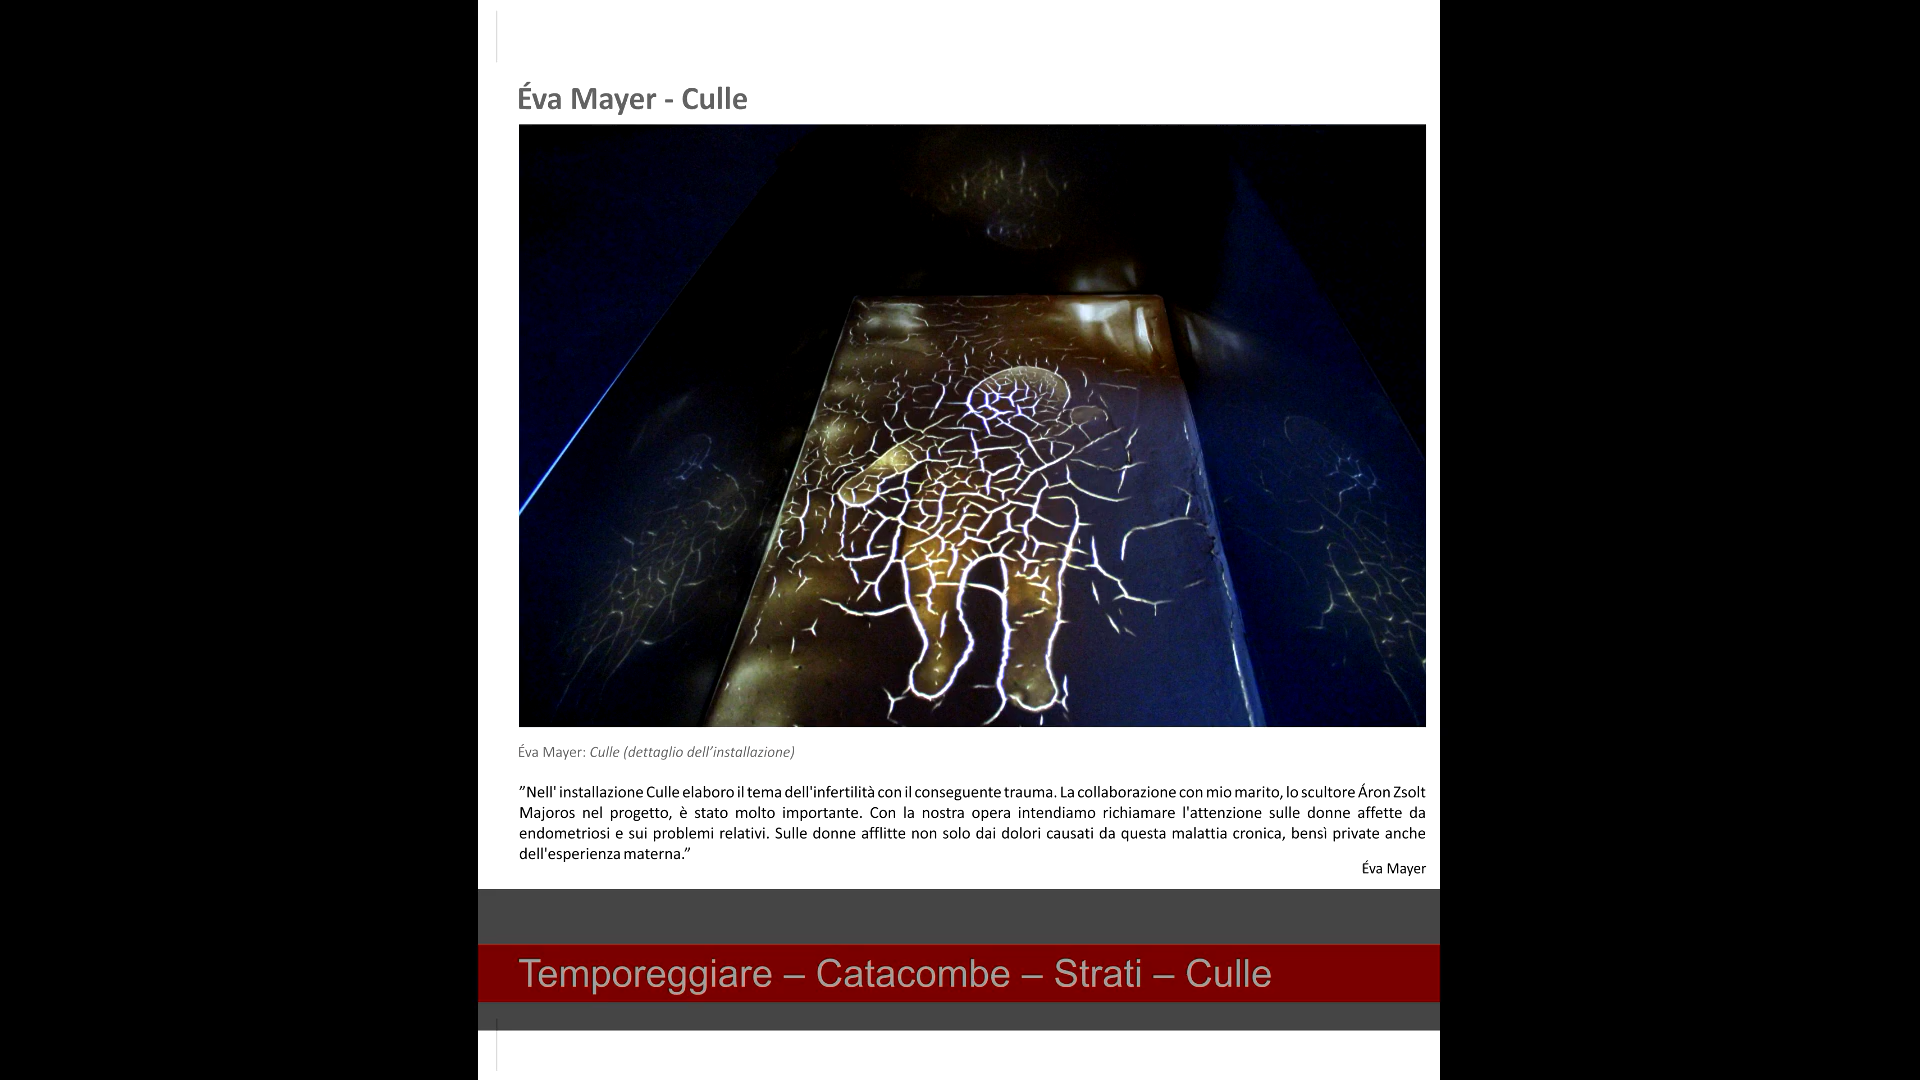 Éva Mayer - Culle
Éva Mayer: Culle (dettaglio dell’installazione)
”Nell' installazione Culle elaboro il tema dell'infertilità con il conseguente trauma. La collaborazione con mio marito, lo scultore Áron Zsolt
Majoros nel progetto, è stato molto importante. Con la nostra opera intendiamo richiamare l'attenzione sulle donne affette da
endometriosi e sui problemi relativi. Sulle donne afflitte non solo dai dolori causati da questa malattia cronica, bensì private anche
dell'esperienza materna.”
Éva Mayer
Temporeggiare – Catacombe – Strati – Culle